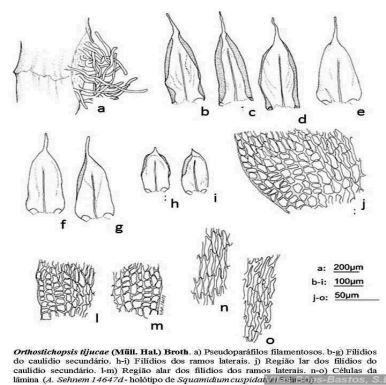 a
b
c
d
e
f
g
h
i
j
l
m
n
o
a: 200µm
b-i: 100µm
j-o: 50µm
Orthostichopsis tijucae (Müll. Hal.) Broth. a) Pseudoparáfilos filamentosos. b-g) Filídios
do caulídio secundário. h-i) Filídios dos ramos laterais. j) Região lar dos filídios do
caulídio secundário. l-m) Região alar dos filídios dos ramos laterais. n-o) Células da
lâmina (A. Sehnem 14647d - holótipo de Squamidium cuspidatum